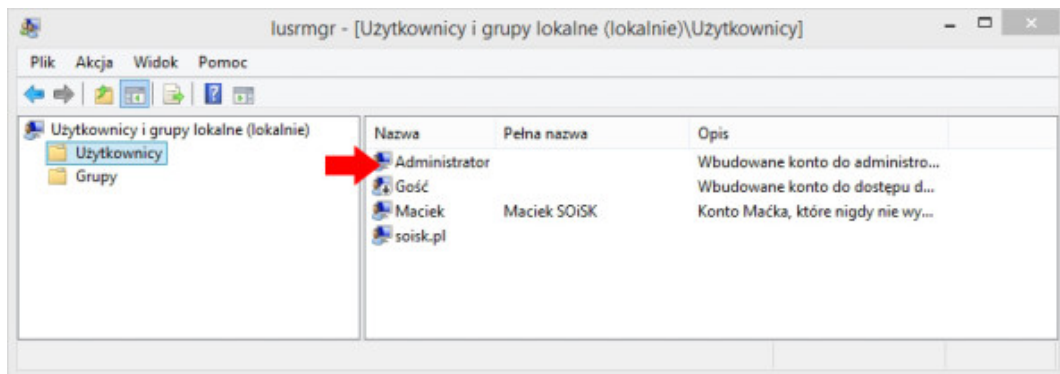 lusrmgr - [Użytkownicy i grupy lokalne (lokalnie)\Użytkownicy]
Plik Akcja Widok Pomoc
Użytkownicy i grupy lokalne (lokalnie)
Użytkownicy
Grupy
Nazwa Pełna nazwa Opis
Administrator Wbudowane konto do administro...
Gość Wbudowane konto do dostępu d...
Maciek Maciek SOiSK Konto Maćka, które nigdy nie wy...
soisk.pl